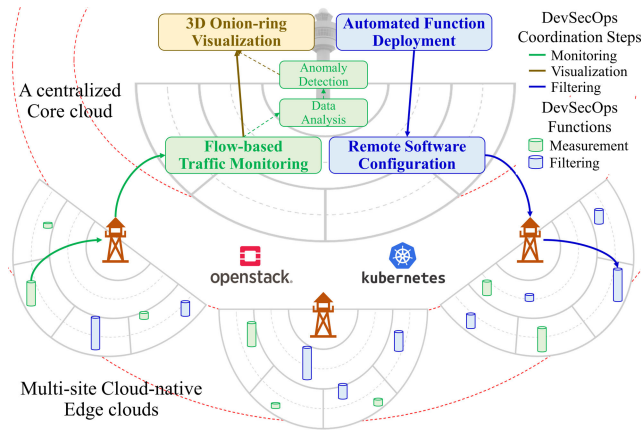 3D Onion-ring
Visualization
Automated Function
Deployment
DevSecOps
Coordination Steps
Monitoring
Visualization
Filtering
DevSecOps
Functions
Measurement
Filtering
Anomaly
Detection
Data
Analysis
A centralized
Core cloud
Flow-based
Traffic Monitoring
Remote Software
Configuration
openstack.
kubernetes
Multi-site Cloud-native
Edge clouds